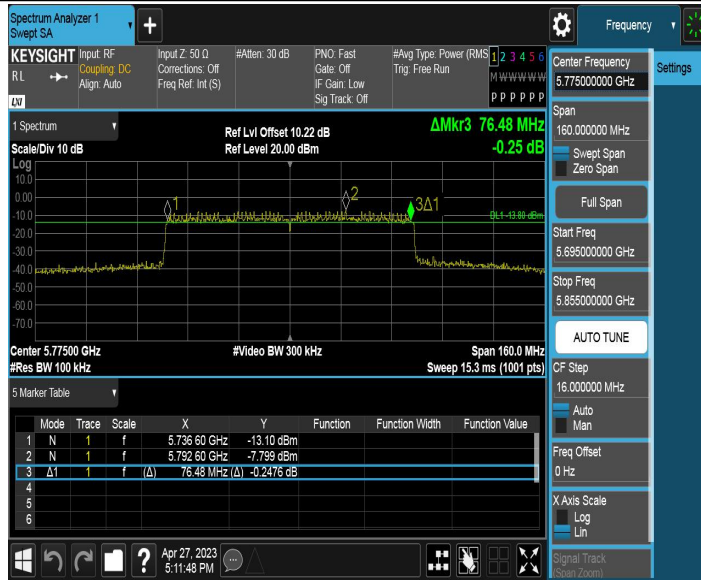 Spectrum Analyzer 1
Swept SA
+
Frequency
KEYSIGHT
RL
LXI
Input: RF
Coupling: DC
Align: Auto
Input Z: 50 Ω
Corrections: Off
Freq Ref: Int (S)
#Atten: 30 dB
PNO: Fast
Gate: Off
IF Gain: Low
Sig Track: Off
#Avg Type: Power (RMS
Trig: Free Run
1 2 3 4 5 6
M W W W W W
P P P P P P
Center Frequency
5.775000000 GHz
Settings
Span
160.000000 MHz
Swept Span
Zero Span
Full Span
Start Freq
5.695000000 GHz
Stop Freq
5.855000000 GHz
AUTO TUNE
CF Step
16.000000 MHz
Auto
Man
Freq Offset
0 Hz
X Axis Scale
Log
Lin
Signal Track
(Span Zoom)
1 Spectrum
Scale/Div 10 dB
Log
Ref Lvl Offset 10.22 dB
Ref Level 20.00 dBm
ΔMkr3 76.48 MHz
-0.25 dB
10.0
0.00
-10.0
-20.0
-30.0
-40.0
-50.0
-60.0
-70.0
1
2
3Δ1
DL1 -13.80 dBm
Center 5.77500 GHz
#Res BW 100 kHz
#Video BW 300 kHz
Span 160.0 MHz
Sweep 15.3 ms (1001 pts)
5 Marker Table
Mode Trace Scale X Y Function Function Width Function Value
1 N 1 f 5.736 60 GHz -13.10 dBm
2 N 1 f 5.792 60 GHz -7.799 dBm
3 Δ1 1 f (Δ) 76.48 MHz (Δ) -0.2476 dB
4
5
6
?
Apr 27, 2023
5:11:48 PM